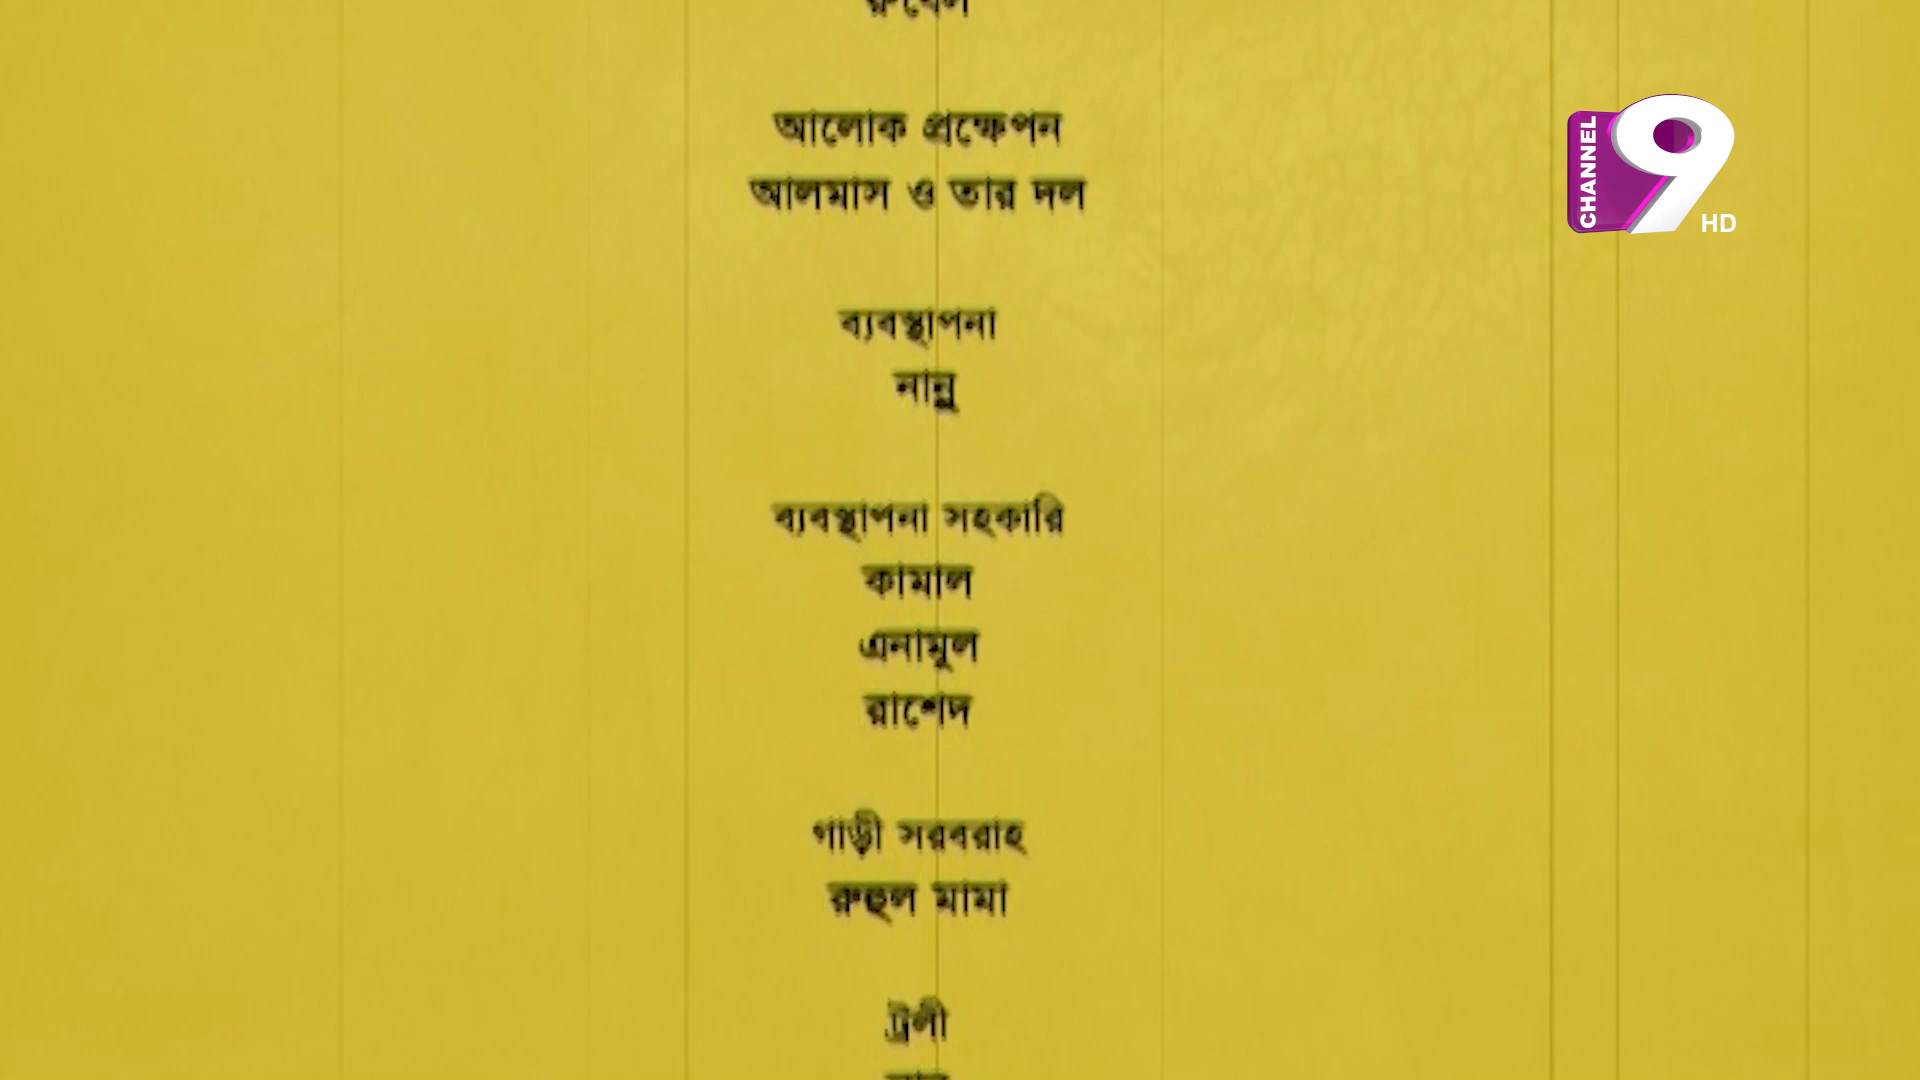 আলোক প্রক্ষেপন
আলমাস ও তার দল
ব্যবস্থাপনা
নান্নু
ব্যবস্থাপনা সহকারি
কামাল
এনামুল
রাশেদ
গাড়ী সরবরাহ
রুহুল মামা
ট্রলী
CHANNEL 9 HD